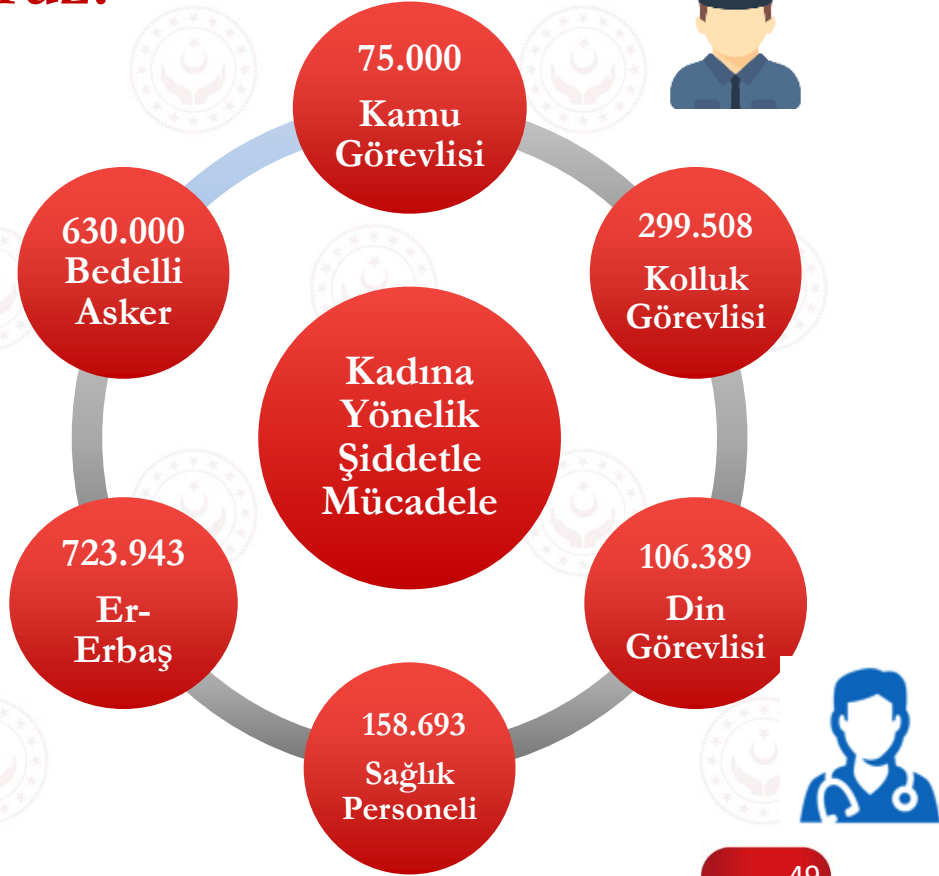 75.000
Kamu
Görevlisi
299.508
Kolluk
Görevlisi
106.389
Din
Görevlisi
158.693
Sağlık
Personeli
723.943
Er-
Erbaş
630.000
Bedelli
Asker
Kadına
Yönelik
Şiddetle
Mücadele
49